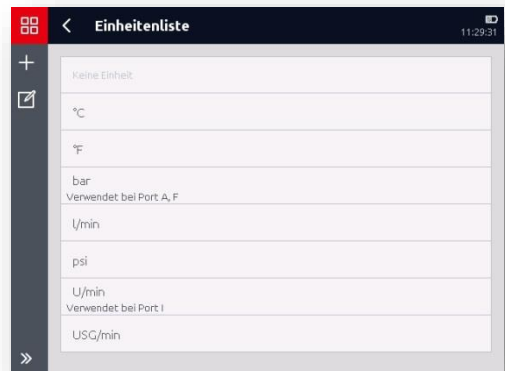 Einheitenliste
11:29:31
Keine Einheit
°C
°F
bar
Verwendet bei Port A, F
l/min
psi
U/min
Verwendet bei Port I
USG/min